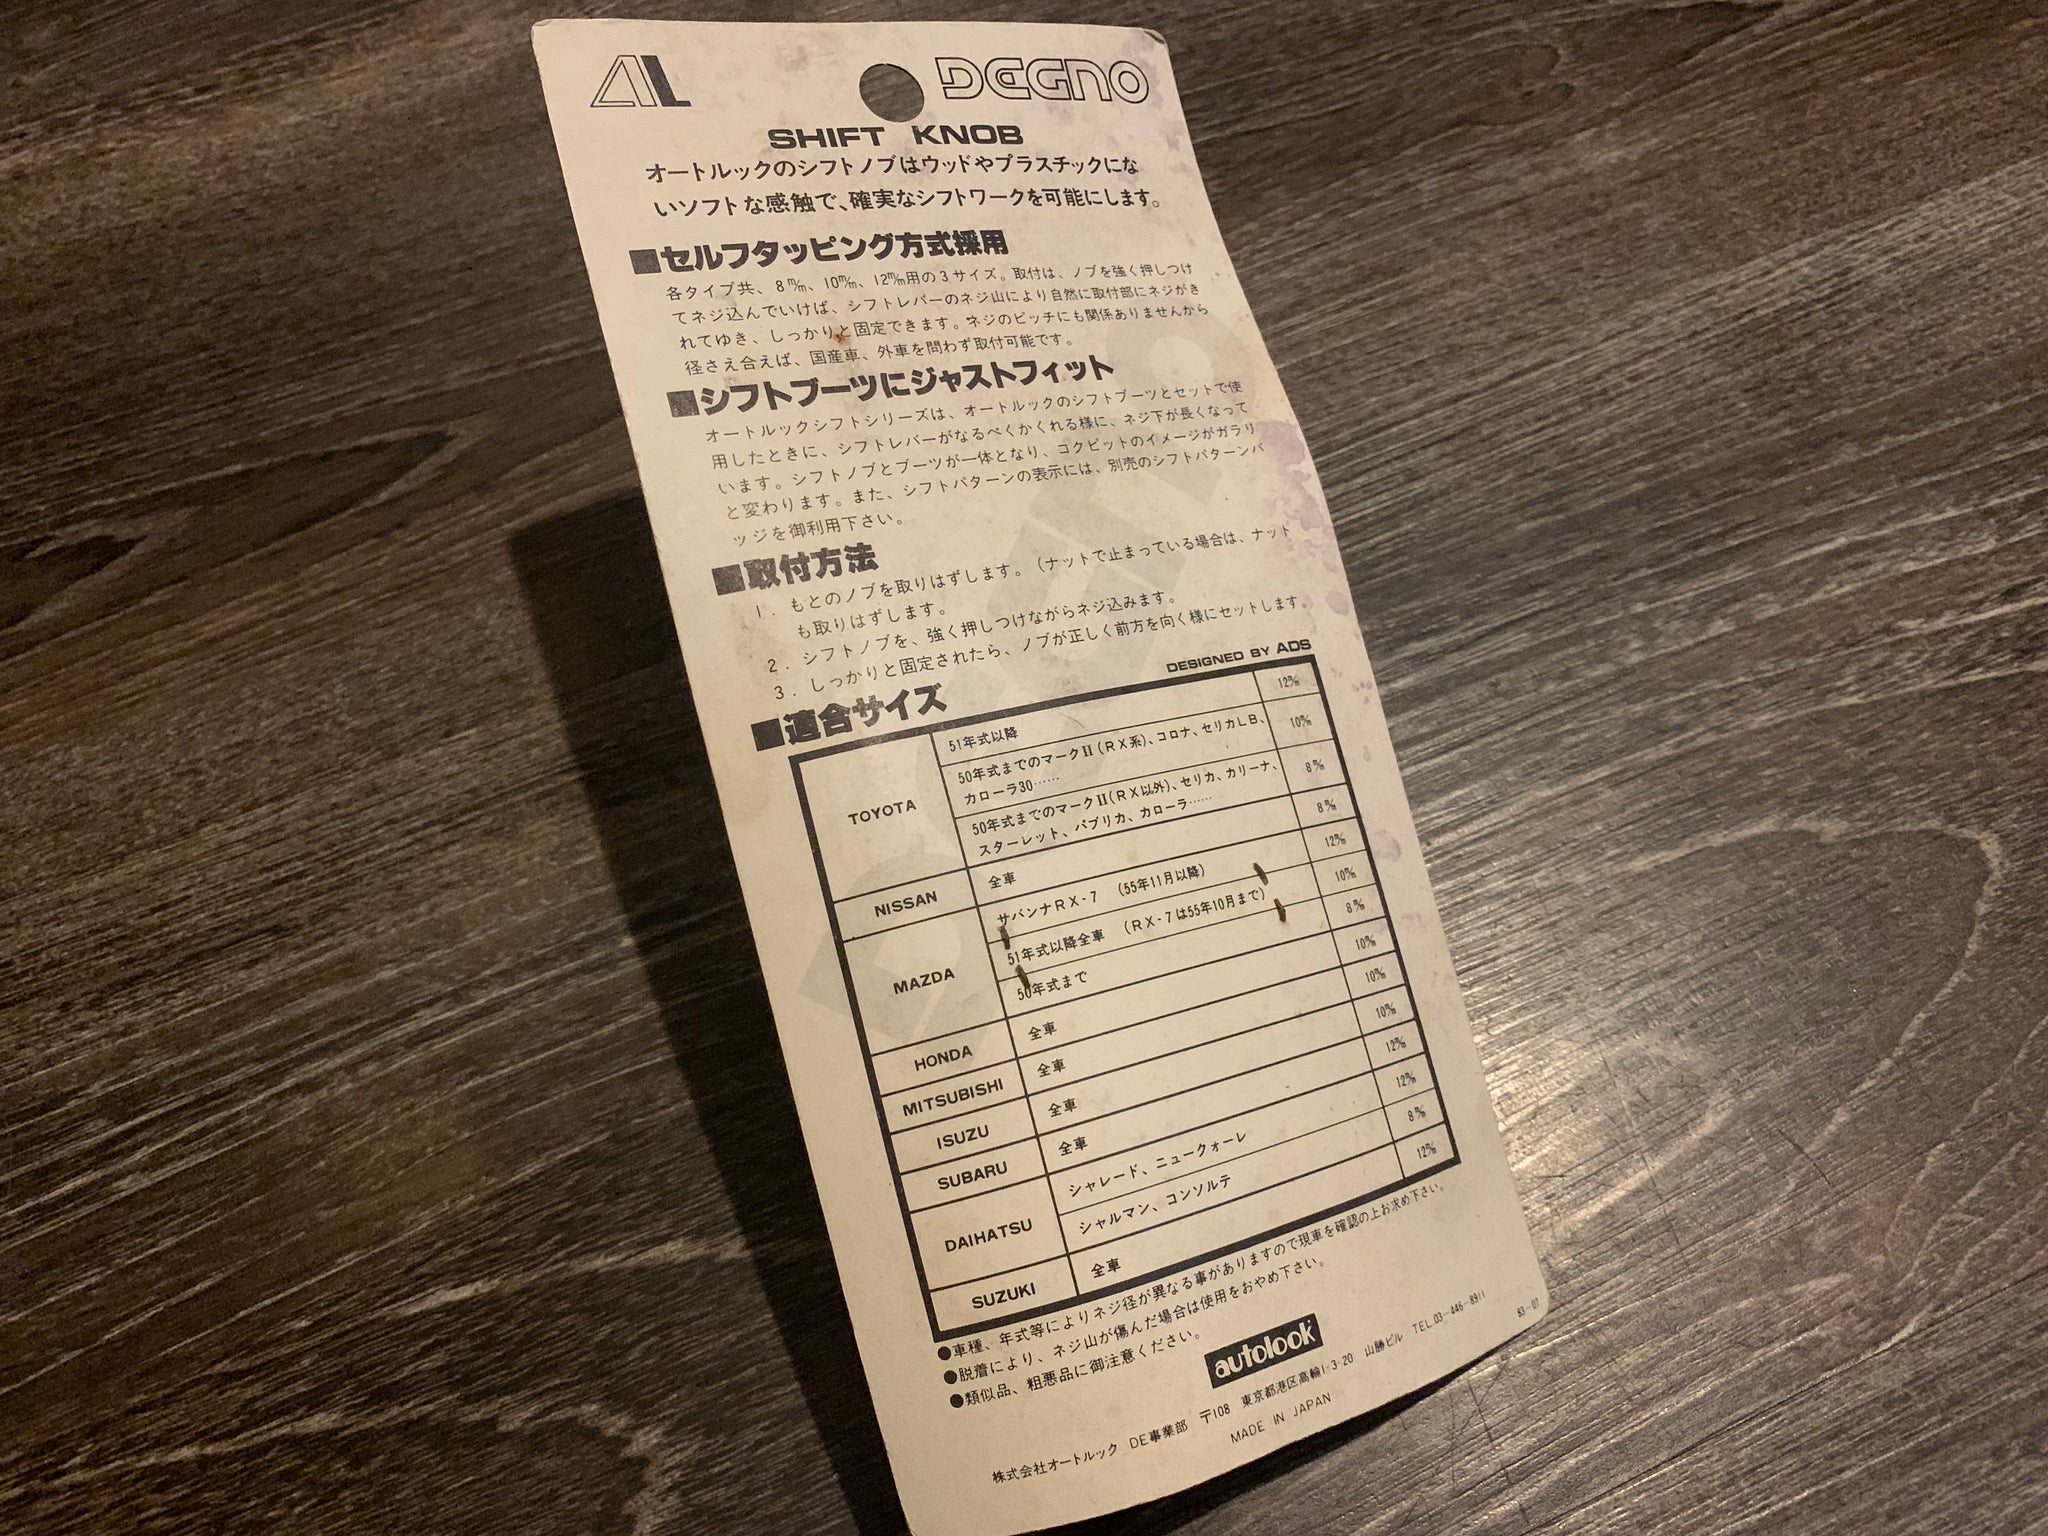 AL
DEGNO
SHIFT KNOB
オートルックのシフトノブはウッドやプラスチックにな
いソフトな感触で、確実なシフトワークを可能にします。
■セルフタッピング方式採用
各タイプ共、8㎜、10㎜、12㎜用の3サイズ。取付は、ノブを強く押しつけ
てネジ込んでいけば、シフトレバーのネジ山により自然に取付部にネジがき
れてゆき、しっかりと固定できます。ネジのピッチにも関係ありませんから
径さえ合えば、国産車、外車を問わず取付可能です。
■シフトブーツにジャストフィット
オートルックシフトシリーズは、オートルックのシフトブーツとセットで使
用したときに、シフトレバーがなるべくかくれる様に、ネジ下が長くなって
います。シフトノブとブーツが一体となり、コクピットのイメージがガラリ
と変わります。また、シフトパターンの表示には、別売のシフトパターンバ
ッジを御利用下さい。
■取付方法
1. もとのノブを取りはずします。(ナットで止まっている場合は、ナット
も取りはずします。
2. シフトノブを、強く押しつけながらネジ込みます。
3. しっかりと固定されたら、ノブが正しく前方を向く様にセットします。
DESIGNED BY ADS
■適合サイズ
TOYOTA
51年式以降
12㎜
50年式までのマークII(RX系)、コロナ、セリカLB、
カローラ30……
10㎜
50年式までのマークII(RX以外)、セリカ、カリーナ、
スターレット、パブリカ、カローラ……
8㎜
NISSAN
全車
8㎜
MAZDA
サバンナRX-7 (55年11月以降)
12㎜
51年式以降全車 (RX-7は55年10月まで)
10㎜
50年式まで
8㎜
HONDA
全車
10㎜
MITSUBISHI
全車
10㎜
ISUZU
全車
10㎜
SUBARU
全車
12㎜
DAIHATSU
シャレード、ニュークォーレ
12㎜
シャルマン、コンソルテ
8㎜
SUZUKI
全車
12㎜
●車種、年式等によりネジ径が異なる事がありますので現車を確認の上お求め下さい。
●脱着により、ネジ山が傷んだ場合は使用をおやめ下さい。
●類似品、粗悪品に御注意ください。
autolook
株式会社オートルック DE事業部 〒108 東京都港区高輪1-3-20 山勝ビル TEL.03-446-8911
MADE IN JAPAN
83-07
DEGNO